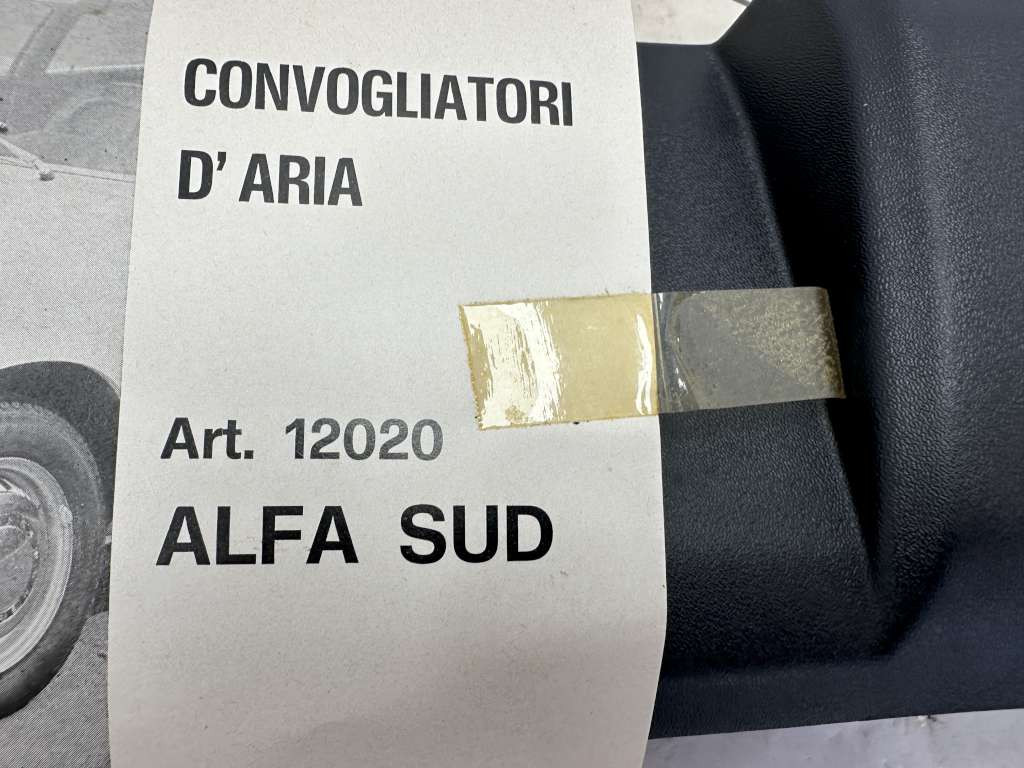 CONVOGLIATORI
D' ARIA
Art. 12020
ALFA SUD